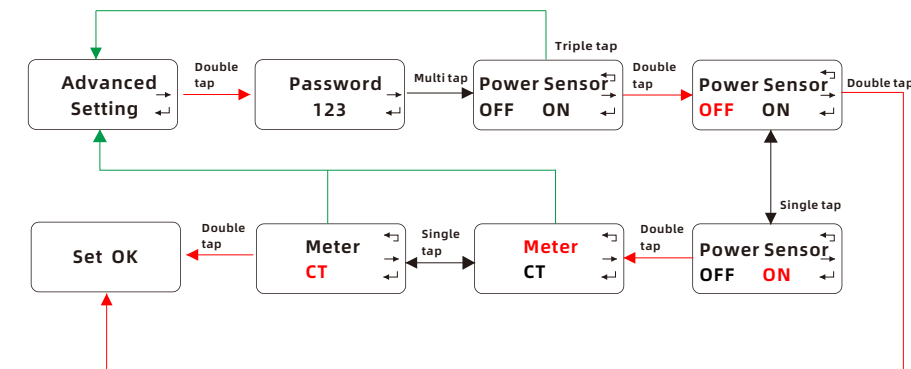 Triple tap
Advanced
Setting
Double
tap
Password
123
Multi tap
Power Sensor
OFF ON
Double
tap
Power Sensor
OFF ON
Double tap
Single tap
Set OK
Double
tap
Meter
CT
Single
tap
Meter
CT
Double
tap
Power Sensor
OFF ON